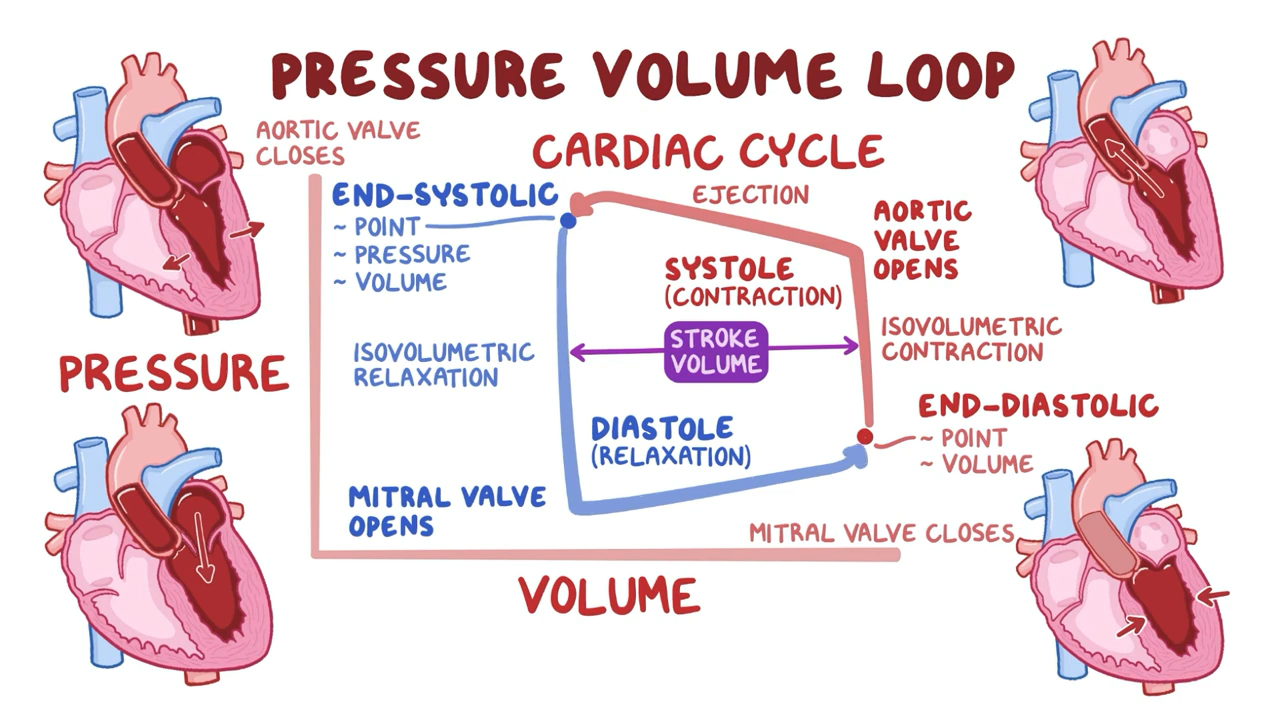 PRESSURE VOLUME LOOP
AORTIC VALVE
CLOSES
CARDIAC CYCLE
END-SYSTOLIC
~ POINT
~ PRESSURE
~ VOLUME
EJECTION
AORTIC
VALVE
OPENS
SYSTOLE
(CONTRACTION)
ISOVOLUMETRIC
RELAXATION
STROKE
VOLUME
ISOVOLUMETRIC
CONTRACTION
PRESSURE
DIASTOLE
(RELAXATION)
END-DIASTOLIC
~ POINT
~ VOLUME
MITRAL VALVE
OPENS
MITRAL VALVE CLOSES
VOLUME